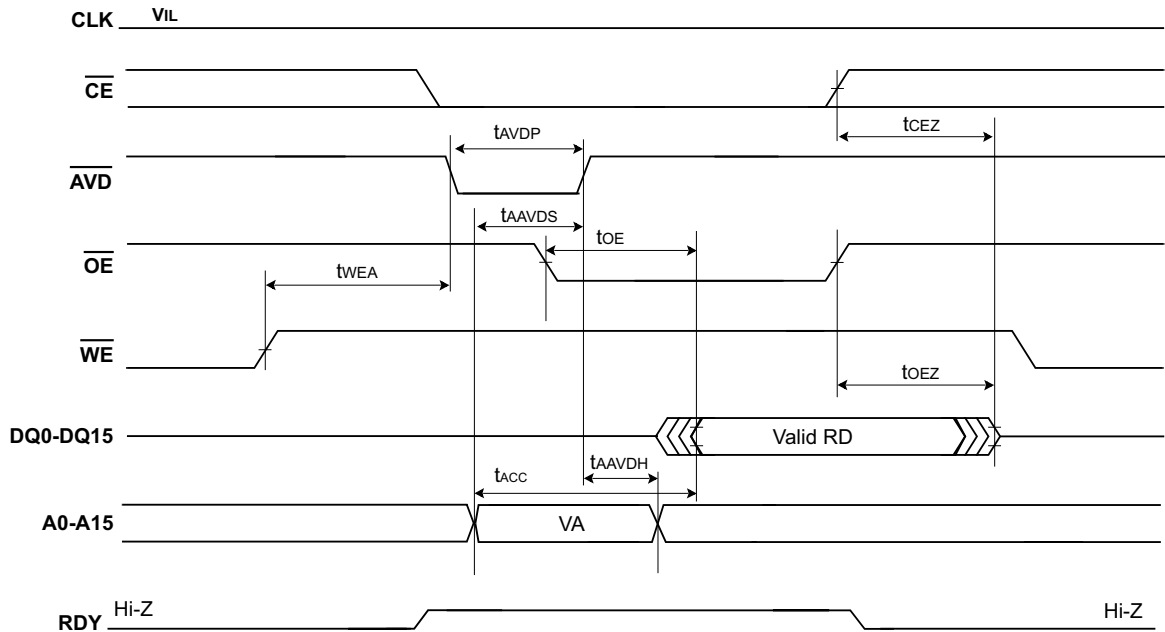 CLK VIL
CE
tCEZ
tAVDP
AVD
tAAVDS
tOE
OE
tWEA
WE
tOEZ
DQ0-DQ15 Valid RD
tAAVDH
tACC
A0-A15 VA
Hi-Z Hi-Z
RDY